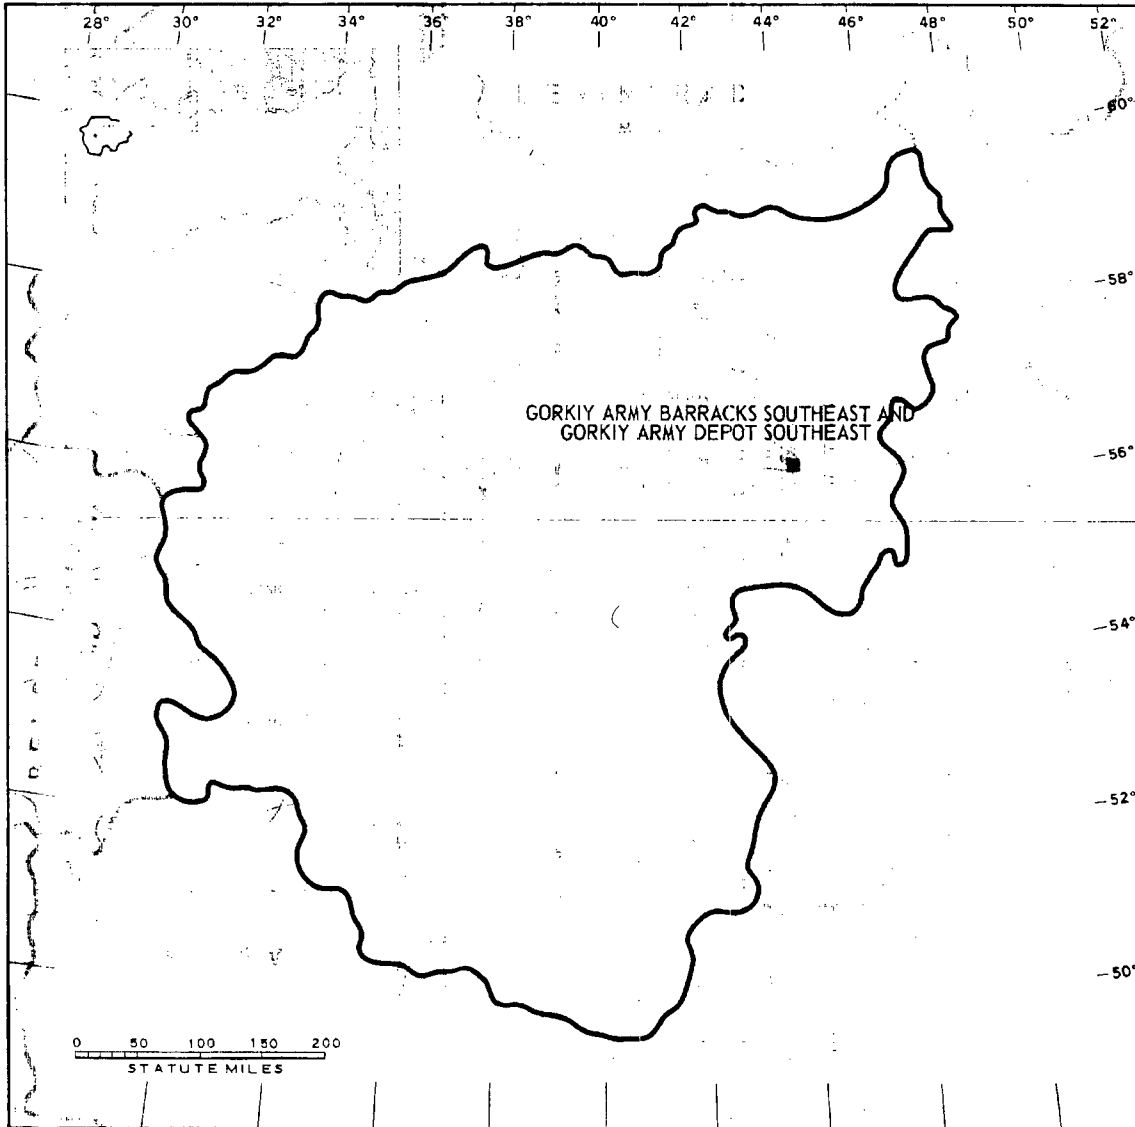 28° 30° 32° 34° 36° 38° 40° 42° 44° 46° 48° 50° 52°
60°
58°
GORKIY ARMY BARRACKS SOUTHEAST AND
GORKIY ARMY DEPOT SOUTHEAST
56°
54°
52°
50°
0 50 100 150 200
STATUTE MILES